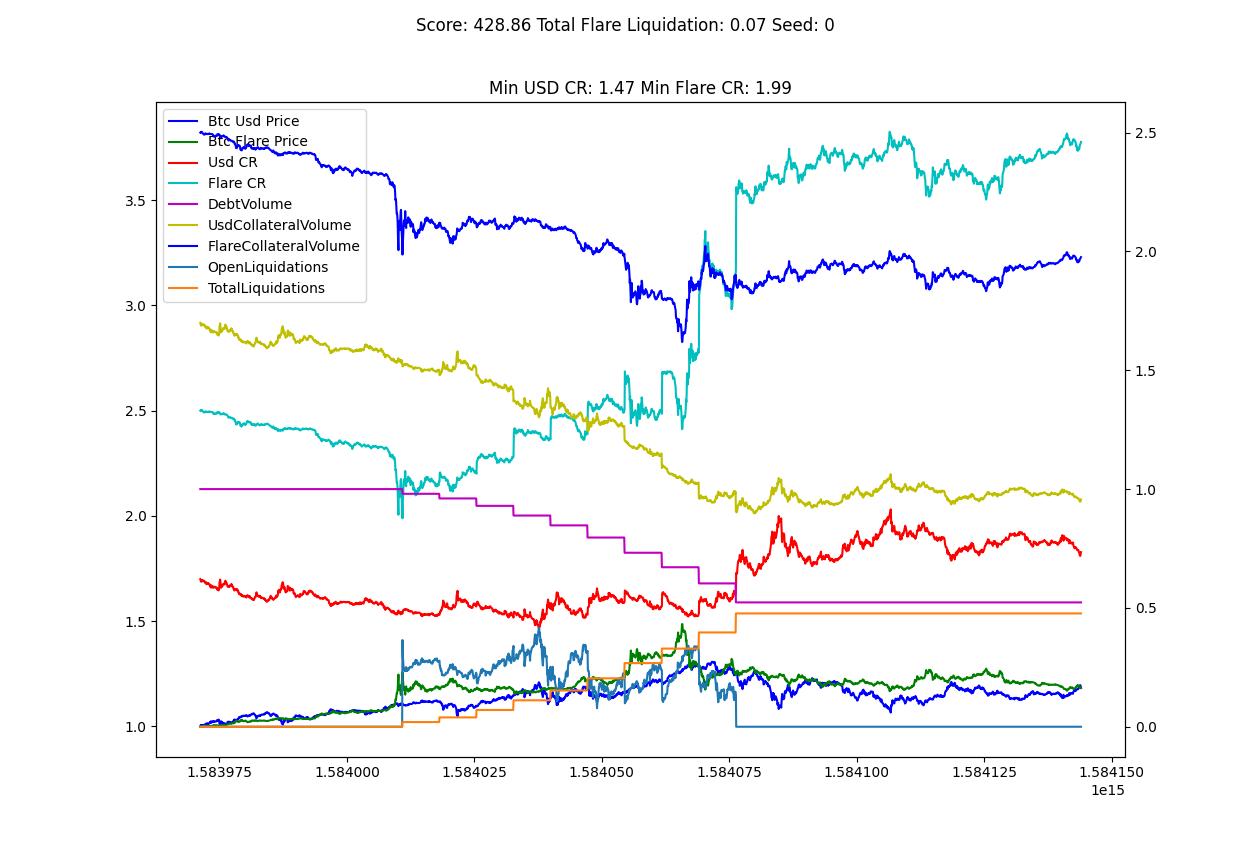 Score: 428.86 Total Flare Liquidation: 0.07 Seed: 0
Min USD CR: 1.47 Min Flare CR: 1.99
Btc Usd Price
Btc Flare Price
Usd CR
Flare CR
DebtVolume
UsdCollateralVolume
FlareCollateralVolume
OpenLiquidations
TotalLiquidations
3.5
3.0
2.5
2.0
1.5
1.0
2.5
2.0
1.5
1.0
0.5
0.0
1.583975 1.584000 1.584025 1.584050 1.584075 1.584100 1.584125 1.584150
1e15